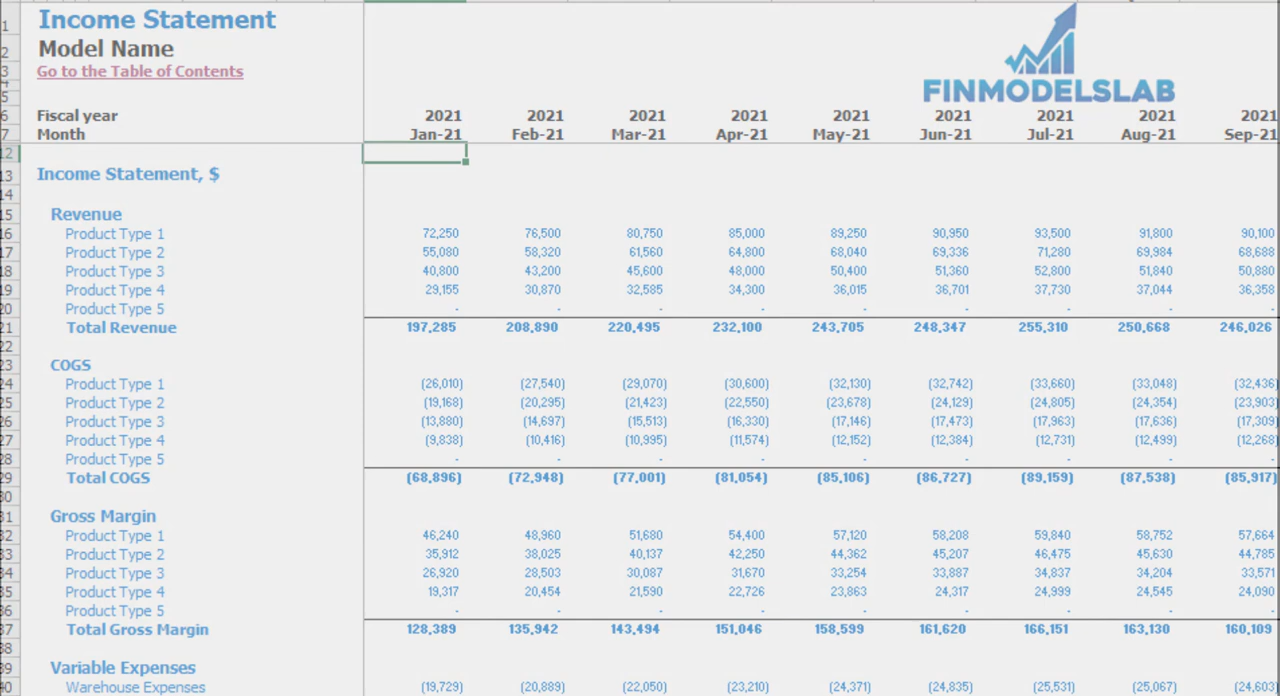 Income Statement
Model Name
Go to the Table of Contents
FINMODELSLAB
Fiscal year 2021 2021 2021 2021 2021 2021 2021 2021 2021
Month Jan-21 Feb-21 Mar-21 Apr-21 May-21 Jun-21 Jul-21 Aug-21 Sep-21
Income Statement, $
Revenue
Product Type 1 72,250 76,500 80,750 85,000 89,250 90,950 93,500 91,800 90,100
Product Type 2 55,080 58,320 61,560 64,800 68,040 69,336 71,280 69,984 68,688
Product Type 3 40,800 43,200 45,600 48,000 50,400 51,360 52,800 51,840 50,880
Product Type 4 29,155 30,870 32,585 34,300 36,015 36,701 37,730 37,044 36,358
Product Type 5 - - - - - - - - -
Total Revenue 197,285 208,890 220,495 232,100 243,705 248,347 255,310 250,668 246,026
COGS
Product Type 1 (26,010) (27,540) (29,070) (30,600) (32,130) (32,742) (33,660) (33,048) (32,436)
Product Type 2 (19,168) (20,295) (21,423) (22,550) (23,678) (24,129) (24,805) (24,354) (23,903)
Product Type 3 (13,880) (14,697) (15,513) (16,330) (17,146) (17,473) (17,963) (17,636) (17,309)
Product Type 4 (9,838) (10,416) (10,995) (11,574) (12,152) (12,384) (12,731) (12,499) (12,268)
Product Type 5 - - - - - - - - -
Total COGS (68,896) (72,948) (77,001) (81,054) (85,106) (86,727) (89,159) (87,538) (85,917)
Gross Margin
Product Type 1 46,240 48,960 51,680 54,400 57,120 58,208 59,840 58,752 57,664
Product Type 2 35,912 38,025 40,137 42,250 44,362 45,207 46,475 45,630 44,785
Product Type 3 26,920 28,503 30,087 31,670 33,254 33,887 34,837 34,204 33,571
Product Type 4 19,317 20,454 21,590 22,726 23,863 24,317 24,999 24,545 24,090
Product Type 5 - - - - - - - - -
Total Gross Margin 128,389 135,942 143,494 151,046 158,599 161,620 166,151 163,130 160,109
Variable Expenses
Warehouse Expenses (19,729) (20,889) (22,050) (23,210) (24,371) (24,835) (25,531) (25,067) (24,603)